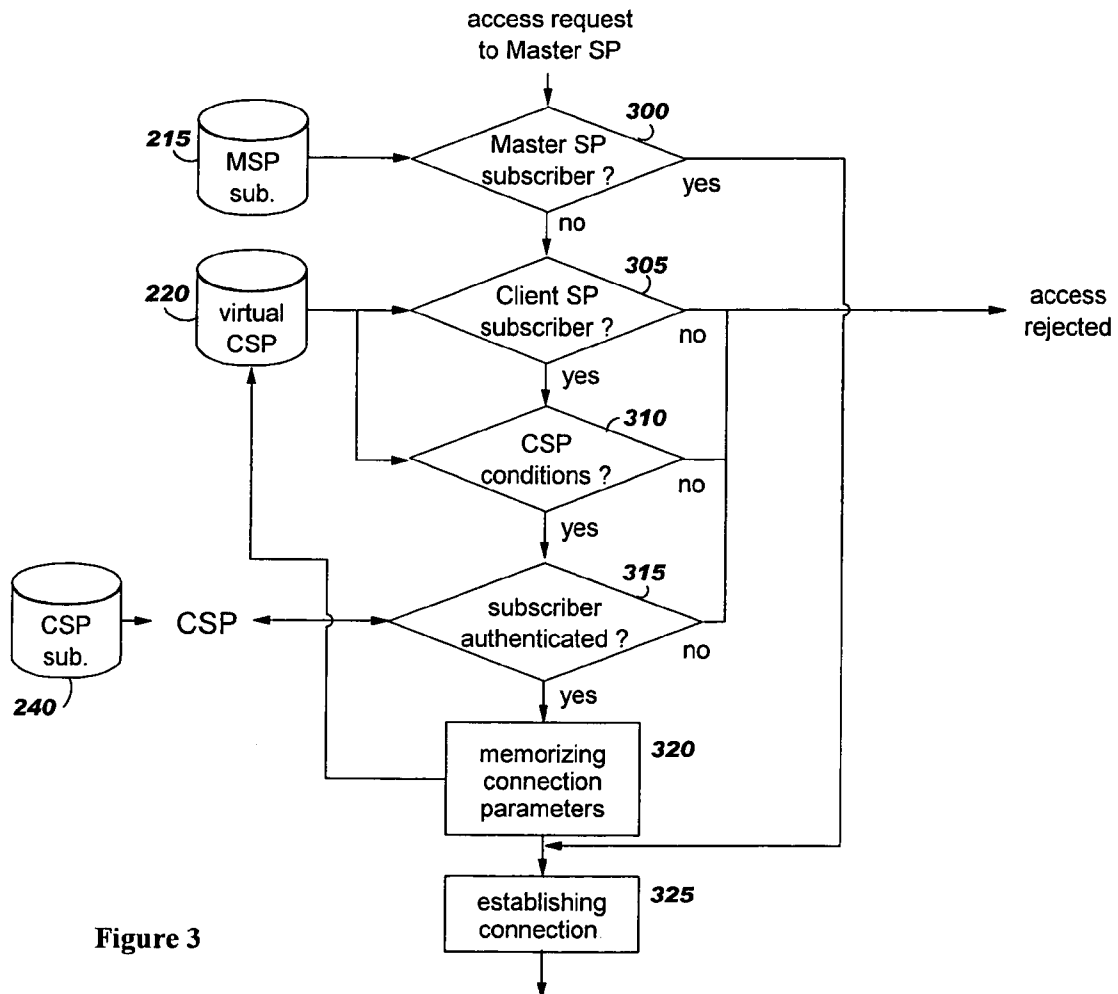 access request
to Master SP
300
215
MSP
sub.
Master SP
subscriber ?
yes
no
305
220
virtual
CSP
Client SP
subscriber ?
no
access
rejected
yes
310
CSP
conditions ?
no
yes
315
CSP
sub.
CSP
subscriber
authenticated ?
no
240
yes
memorizing
connection
parameters
320
establishing
connection
325
Figure 3